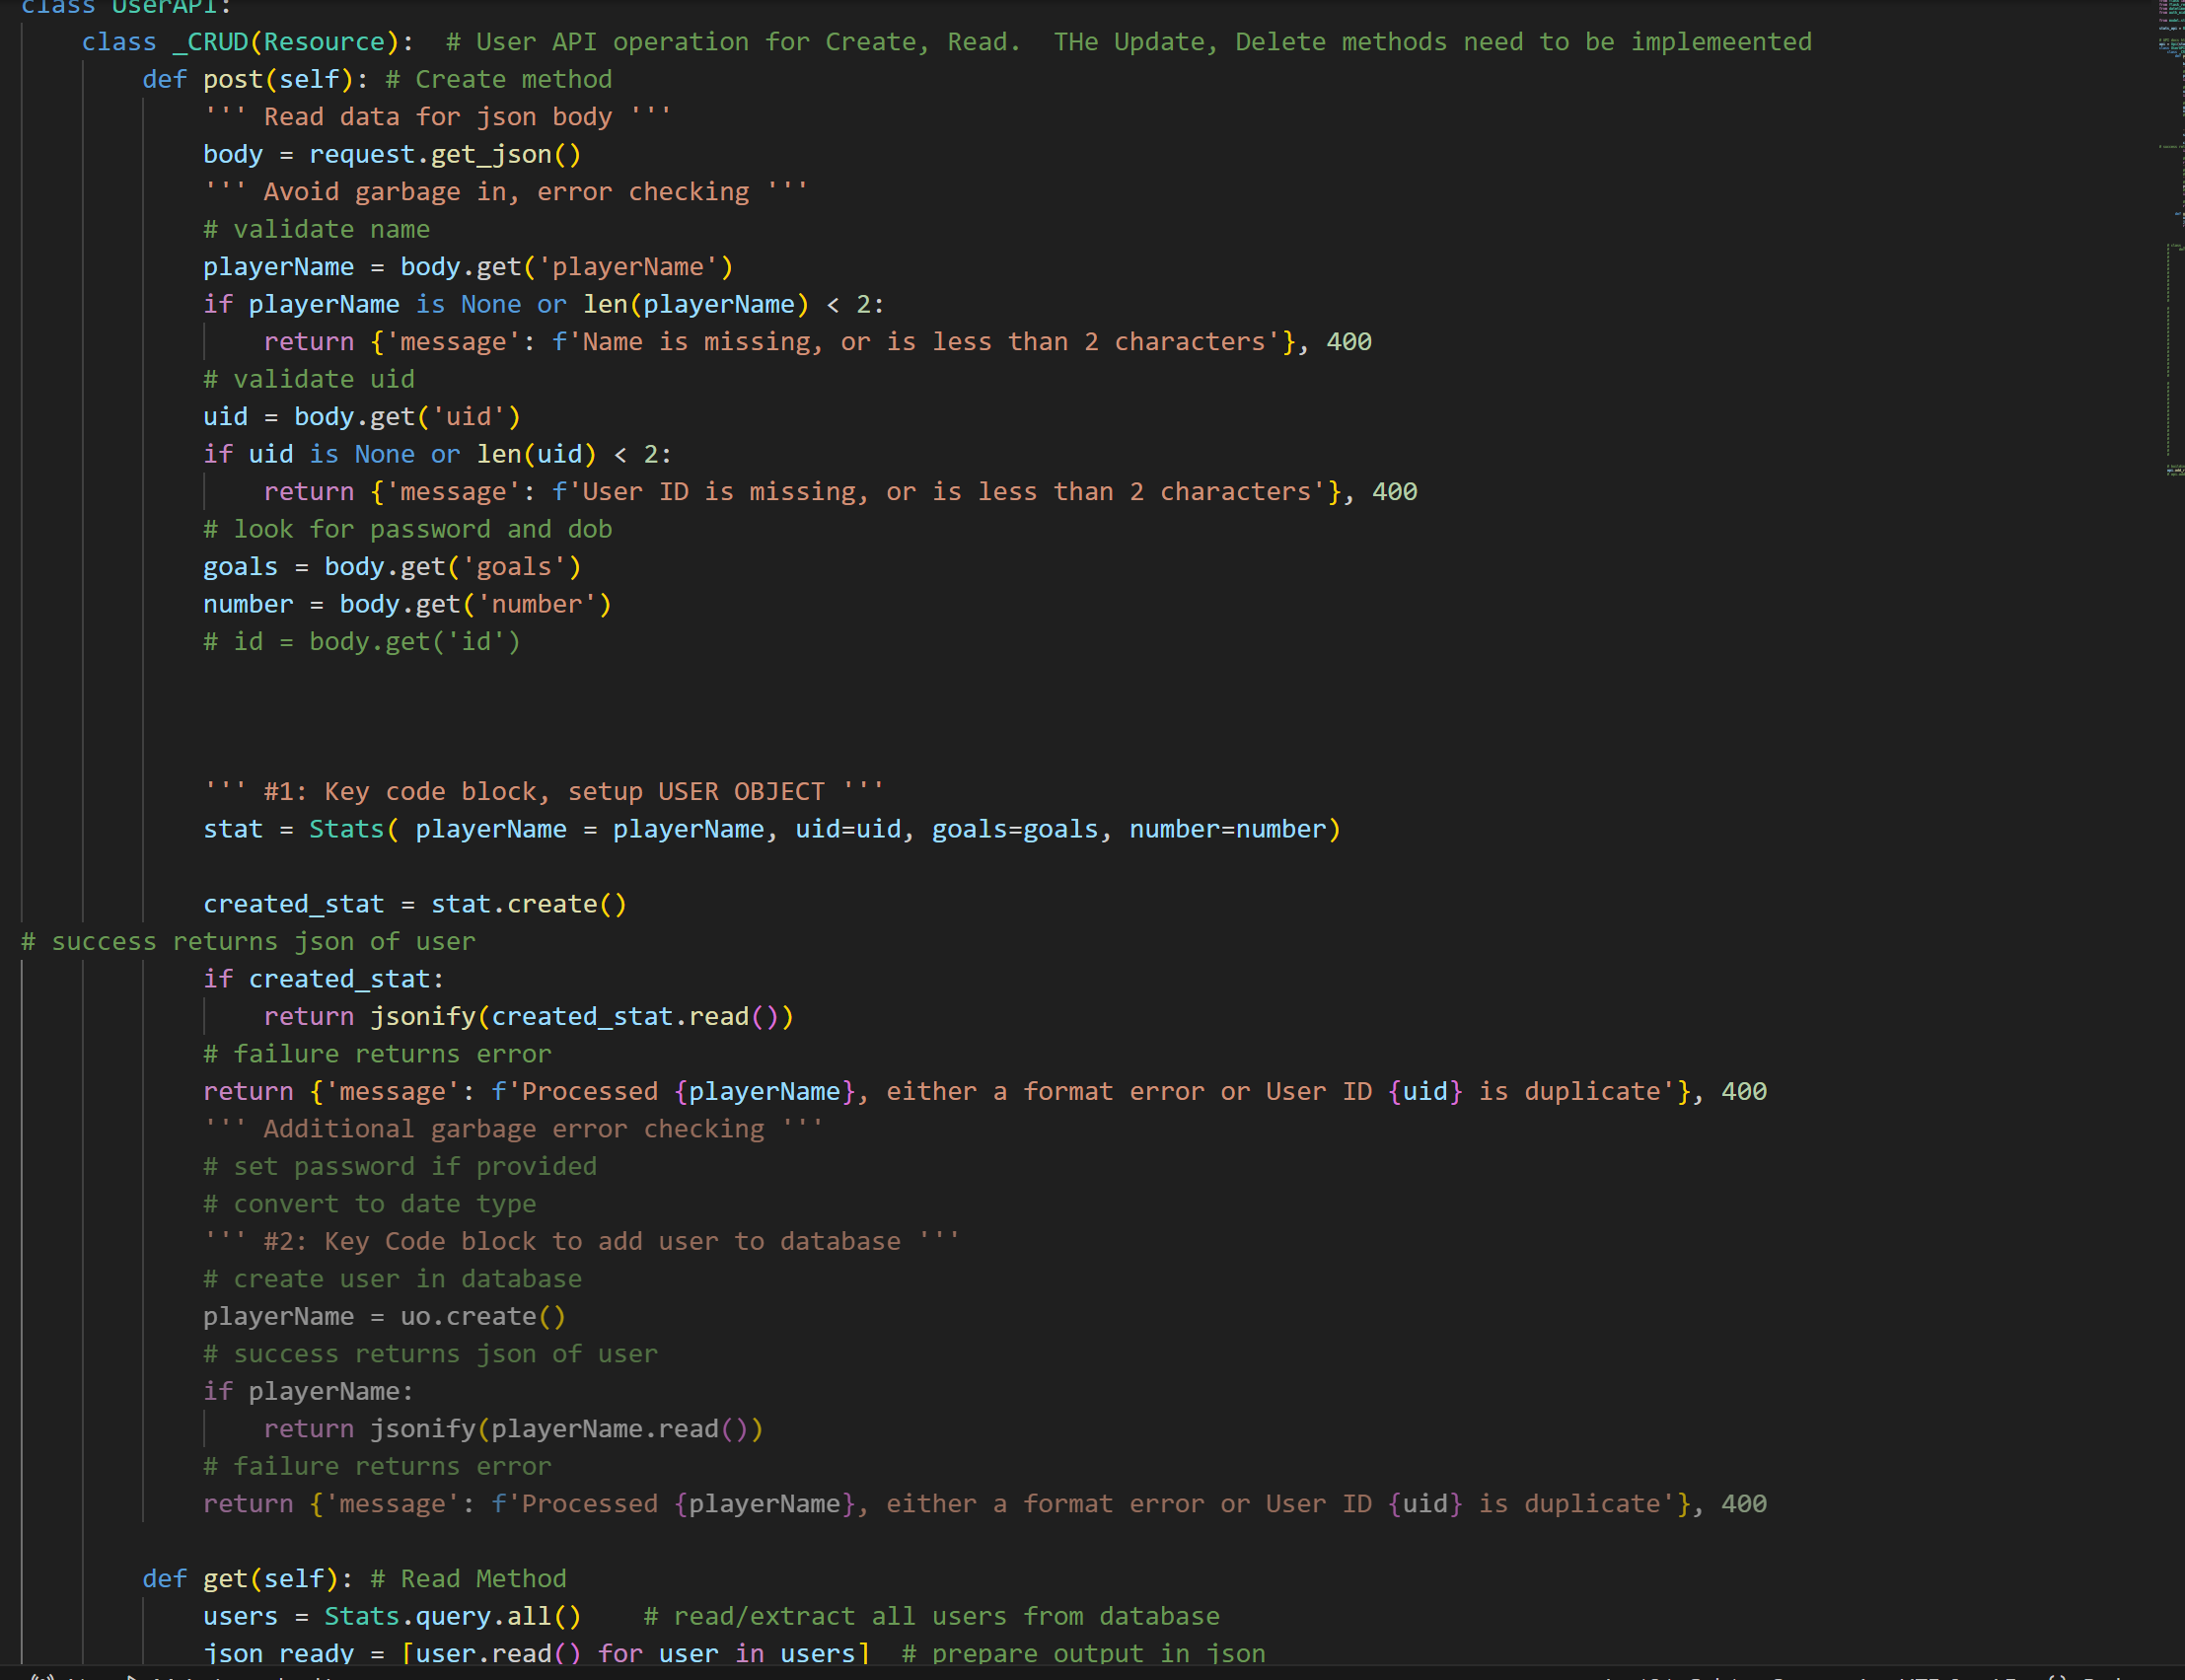 class UserAPI:
    class _CRUD(Resource):  # User API operation for Create, Read.  THe Update, Delete methods need to be implemeented
        def post(self): # Create method
            ''' Read data for json body '''
            body = request.get_json()
            ''' Avoid garbage in, error checking '''
            # validate name
            playerName = body.get('playerName')
            if playerName is None or len(playerName) < 2:
                return {'message': f'Name is missing, or is less than 2 characters'}, 400
            # validate uid
            uid = body.get('uid')
            if uid is None or len(uid) < 2:
                return {'message': f'User ID is missing, or is less than 2 characters'}, 400
            # look for password and dob
            goals = body.get('goals')
            number = body.get('number')
            # id = body.get('id')
            ''' #1: Key code block, setup USER OBJECT '''
            stat = Stats( playerName = playerName, uid=uid, goals=goals, number=number)
            created_stat = stat.create()
# success returns json of user
            if created_stat:
                return jsonify(created_stat.read())
            # failure returns error
            return {'message': f'Processed {playerName}, either a format error or User ID {uid} is duplicate'}, 400
            ''' Additional garbage error checking '''
            # set password if provided
            # convert to date type
            ''' #2: Key Code block to add user to database '''
            # create user in database
            playerName = uo.create()
            # success returns json of user
            if playerName:
                return jsonify(playerName.read())
            # failure returns error
            return {'message': f'Processed {playerName}, either a format error or User ID {uid} is duplicate'}, 400
        def get(self): # Read Method
            users = Stats.query.all()    # read/extract all users from database
            json_ready = [user.read() for user in users]  # prepare output in json